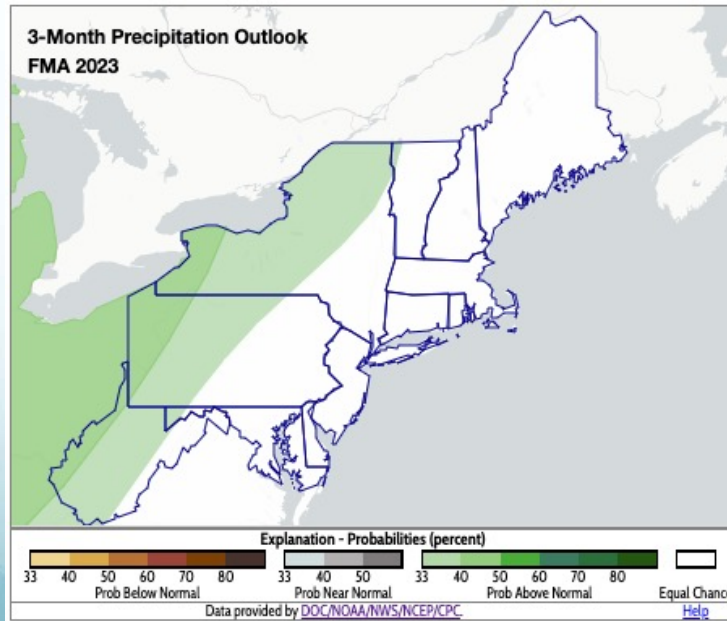 3-Month Precipitation Outlook
FMA 2023
Explanation - Probabilities (percent)
33 40 50 60 70 80 33 40 50 33 40 50 60 70 80
Prob Below Normal Prob Near Normal Prob Above Normal Equal Chance
Data provided by DOC/NOAA/NWS/NCEP/CPC. Help